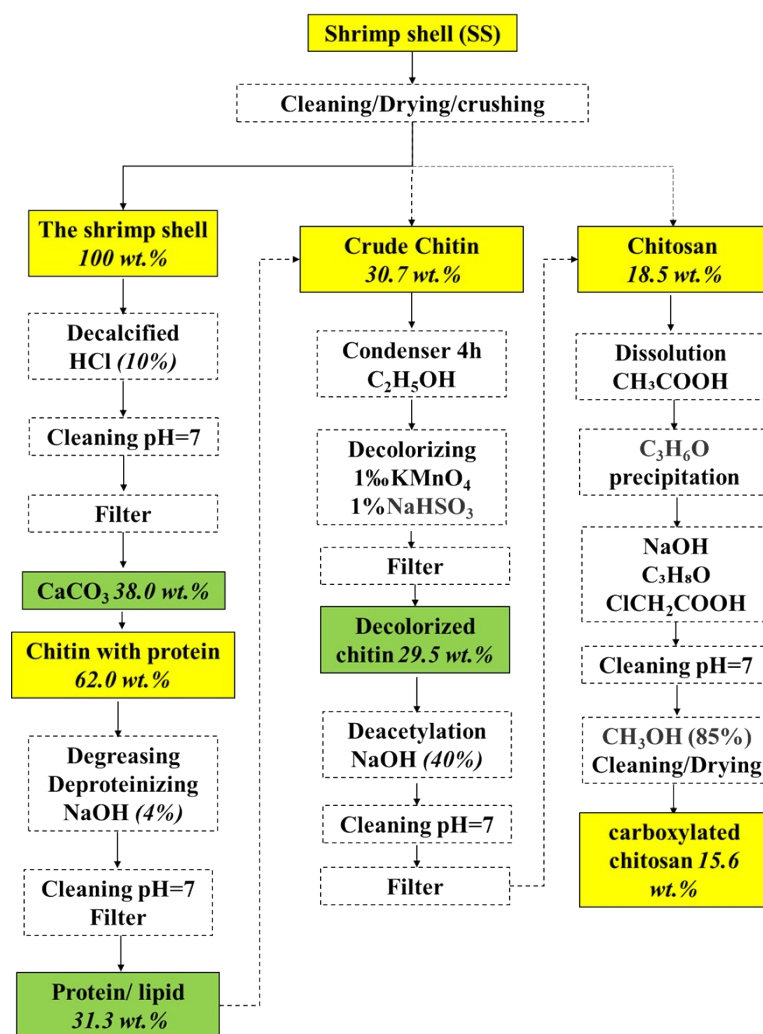 Shrimp shell (SS)
Cleaning/Drying/crushing
The shrimp shell
100 wt.%
Decalcified
HCl (10%)
Cleaning pH=7
Filter
CaCO₃ 38.0 wt.%
Chitin with protein
62.0 wt.%
Degreasing
Deproteinizing
NaOH (4%)
Cleaning pH=7
Filter
Protein/ lipid
31.3 wt.%
Crude Chitin
30.7 wt.%
Condenser 4h
C₂H₅OH
Decolorizing
1‰KMnO₄
1%NaHSO₃
Filter
Decolorized
chitin 29.5 wt.%
Deacetylation
NaOH (40%)
Cleaning pH=7
Filter
Chitosan
18.5 wt.%
Dissolution
CH₃COOH
C₃H₆O
precipitation
NaOH
C₃H₈O
ClCH₂COOH
Cleaning pH=7
CH₃OH (85%)
Cleaning/Drying
carboxylated
chitosan 15.6
wt.%